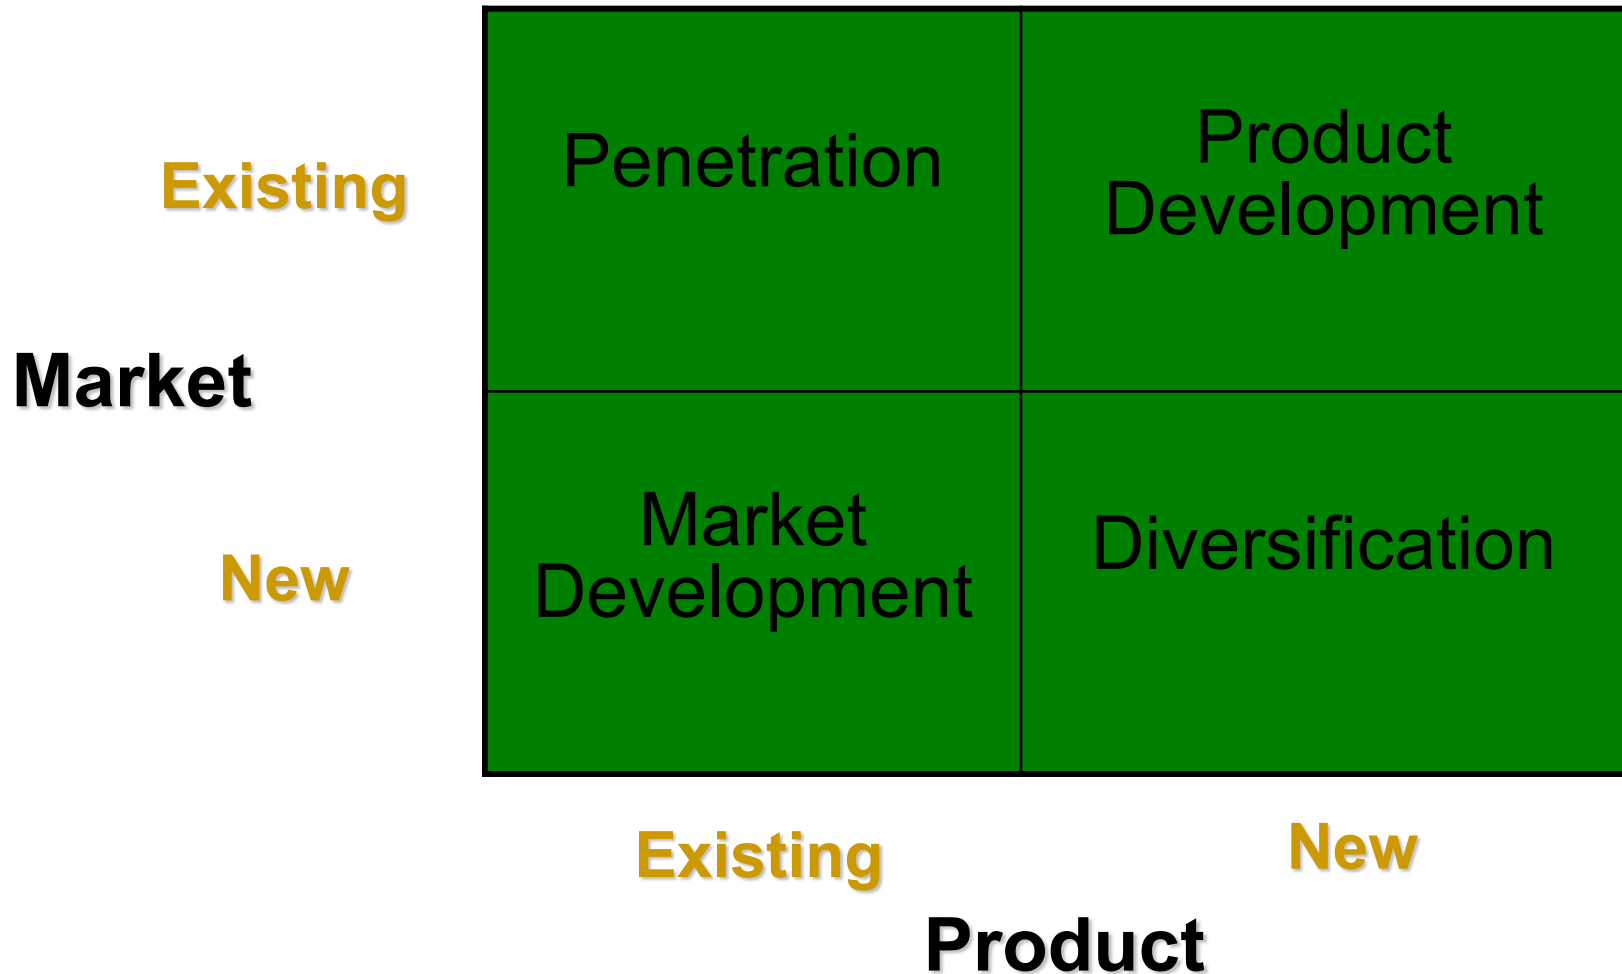 Penetration
Product
Development
Existing
Market
Market
Development
Diversification
New
Existing
New
Product